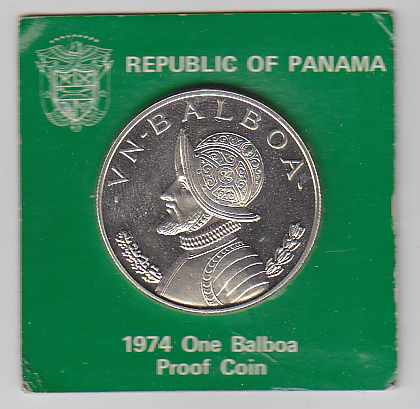 REPUBLIC OF PANAMA
VN·BALBOA·
1974 One Balboa
Proof Coin